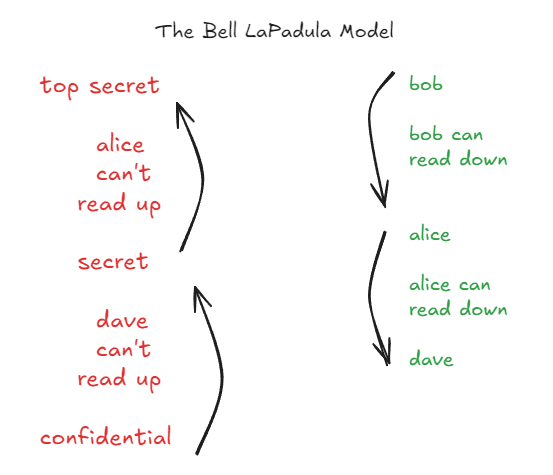 The Bell LaPadula Model
top secret
alice
can't
read up
secret
dave
can't
read up
confidential
bob
bob can
read down
alice
alice can
read down
dave